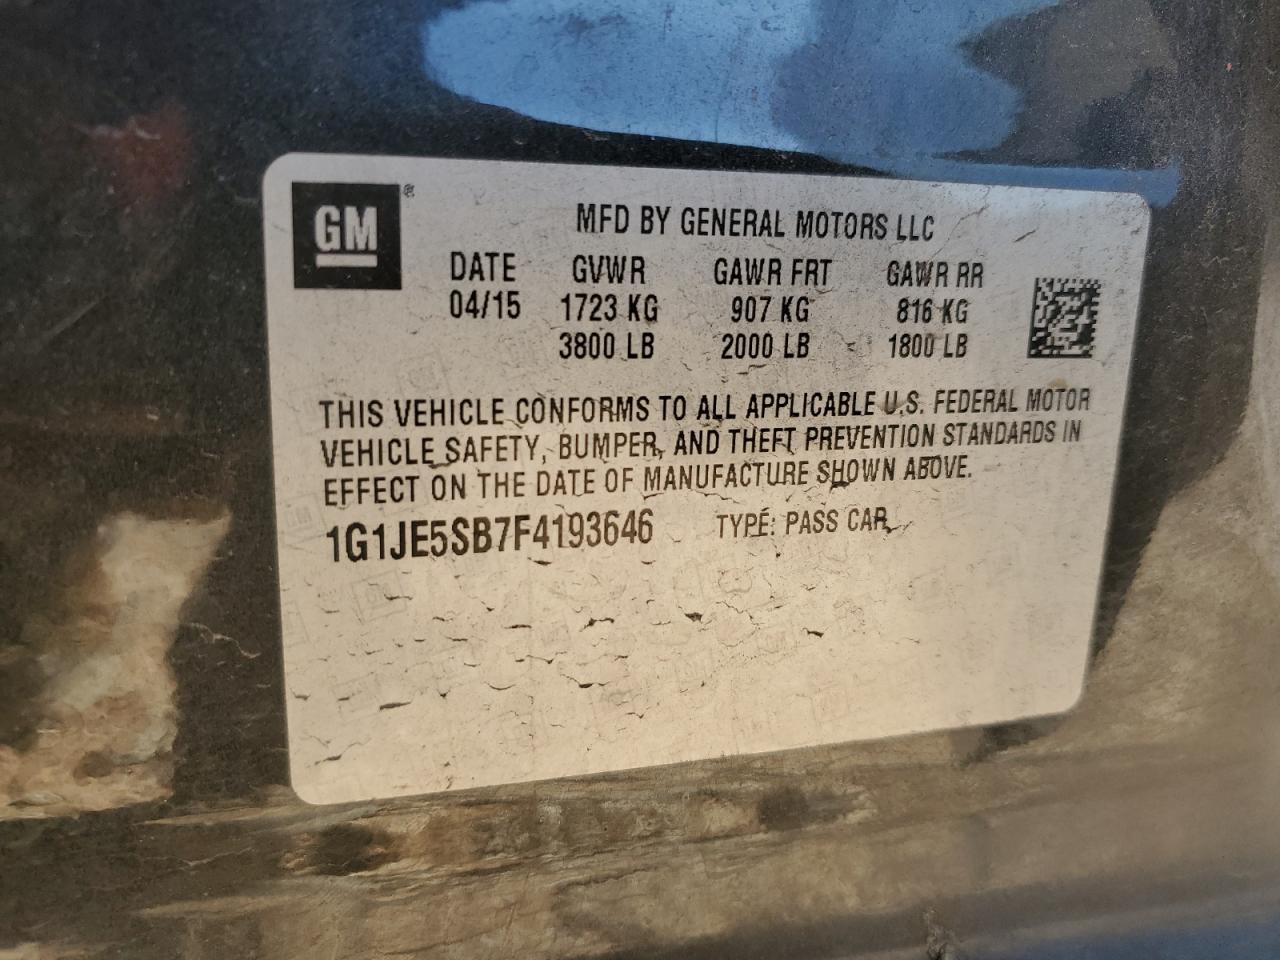 GM ®
MFD BY GENERAL MOTORS LLC
DATE GVWR GAWR FRT GAWR RR
04/15 1723 KG 907 KG 816 KG
3800 LB 2000 LB 1800 LB
THIS VEHICLE CONFORMS TO ALL APPLICABLE U.S. FEDERAL MOTOR
VEHICLE SAFETY, BUMPER, AND THEFT PREVENTION STANDARDS IN
EFFECT ON THE DATE OF MANUFACTURE SHOWN ABOVE.
1G1JE5SB7F4193646 TYPE: PASS CAR